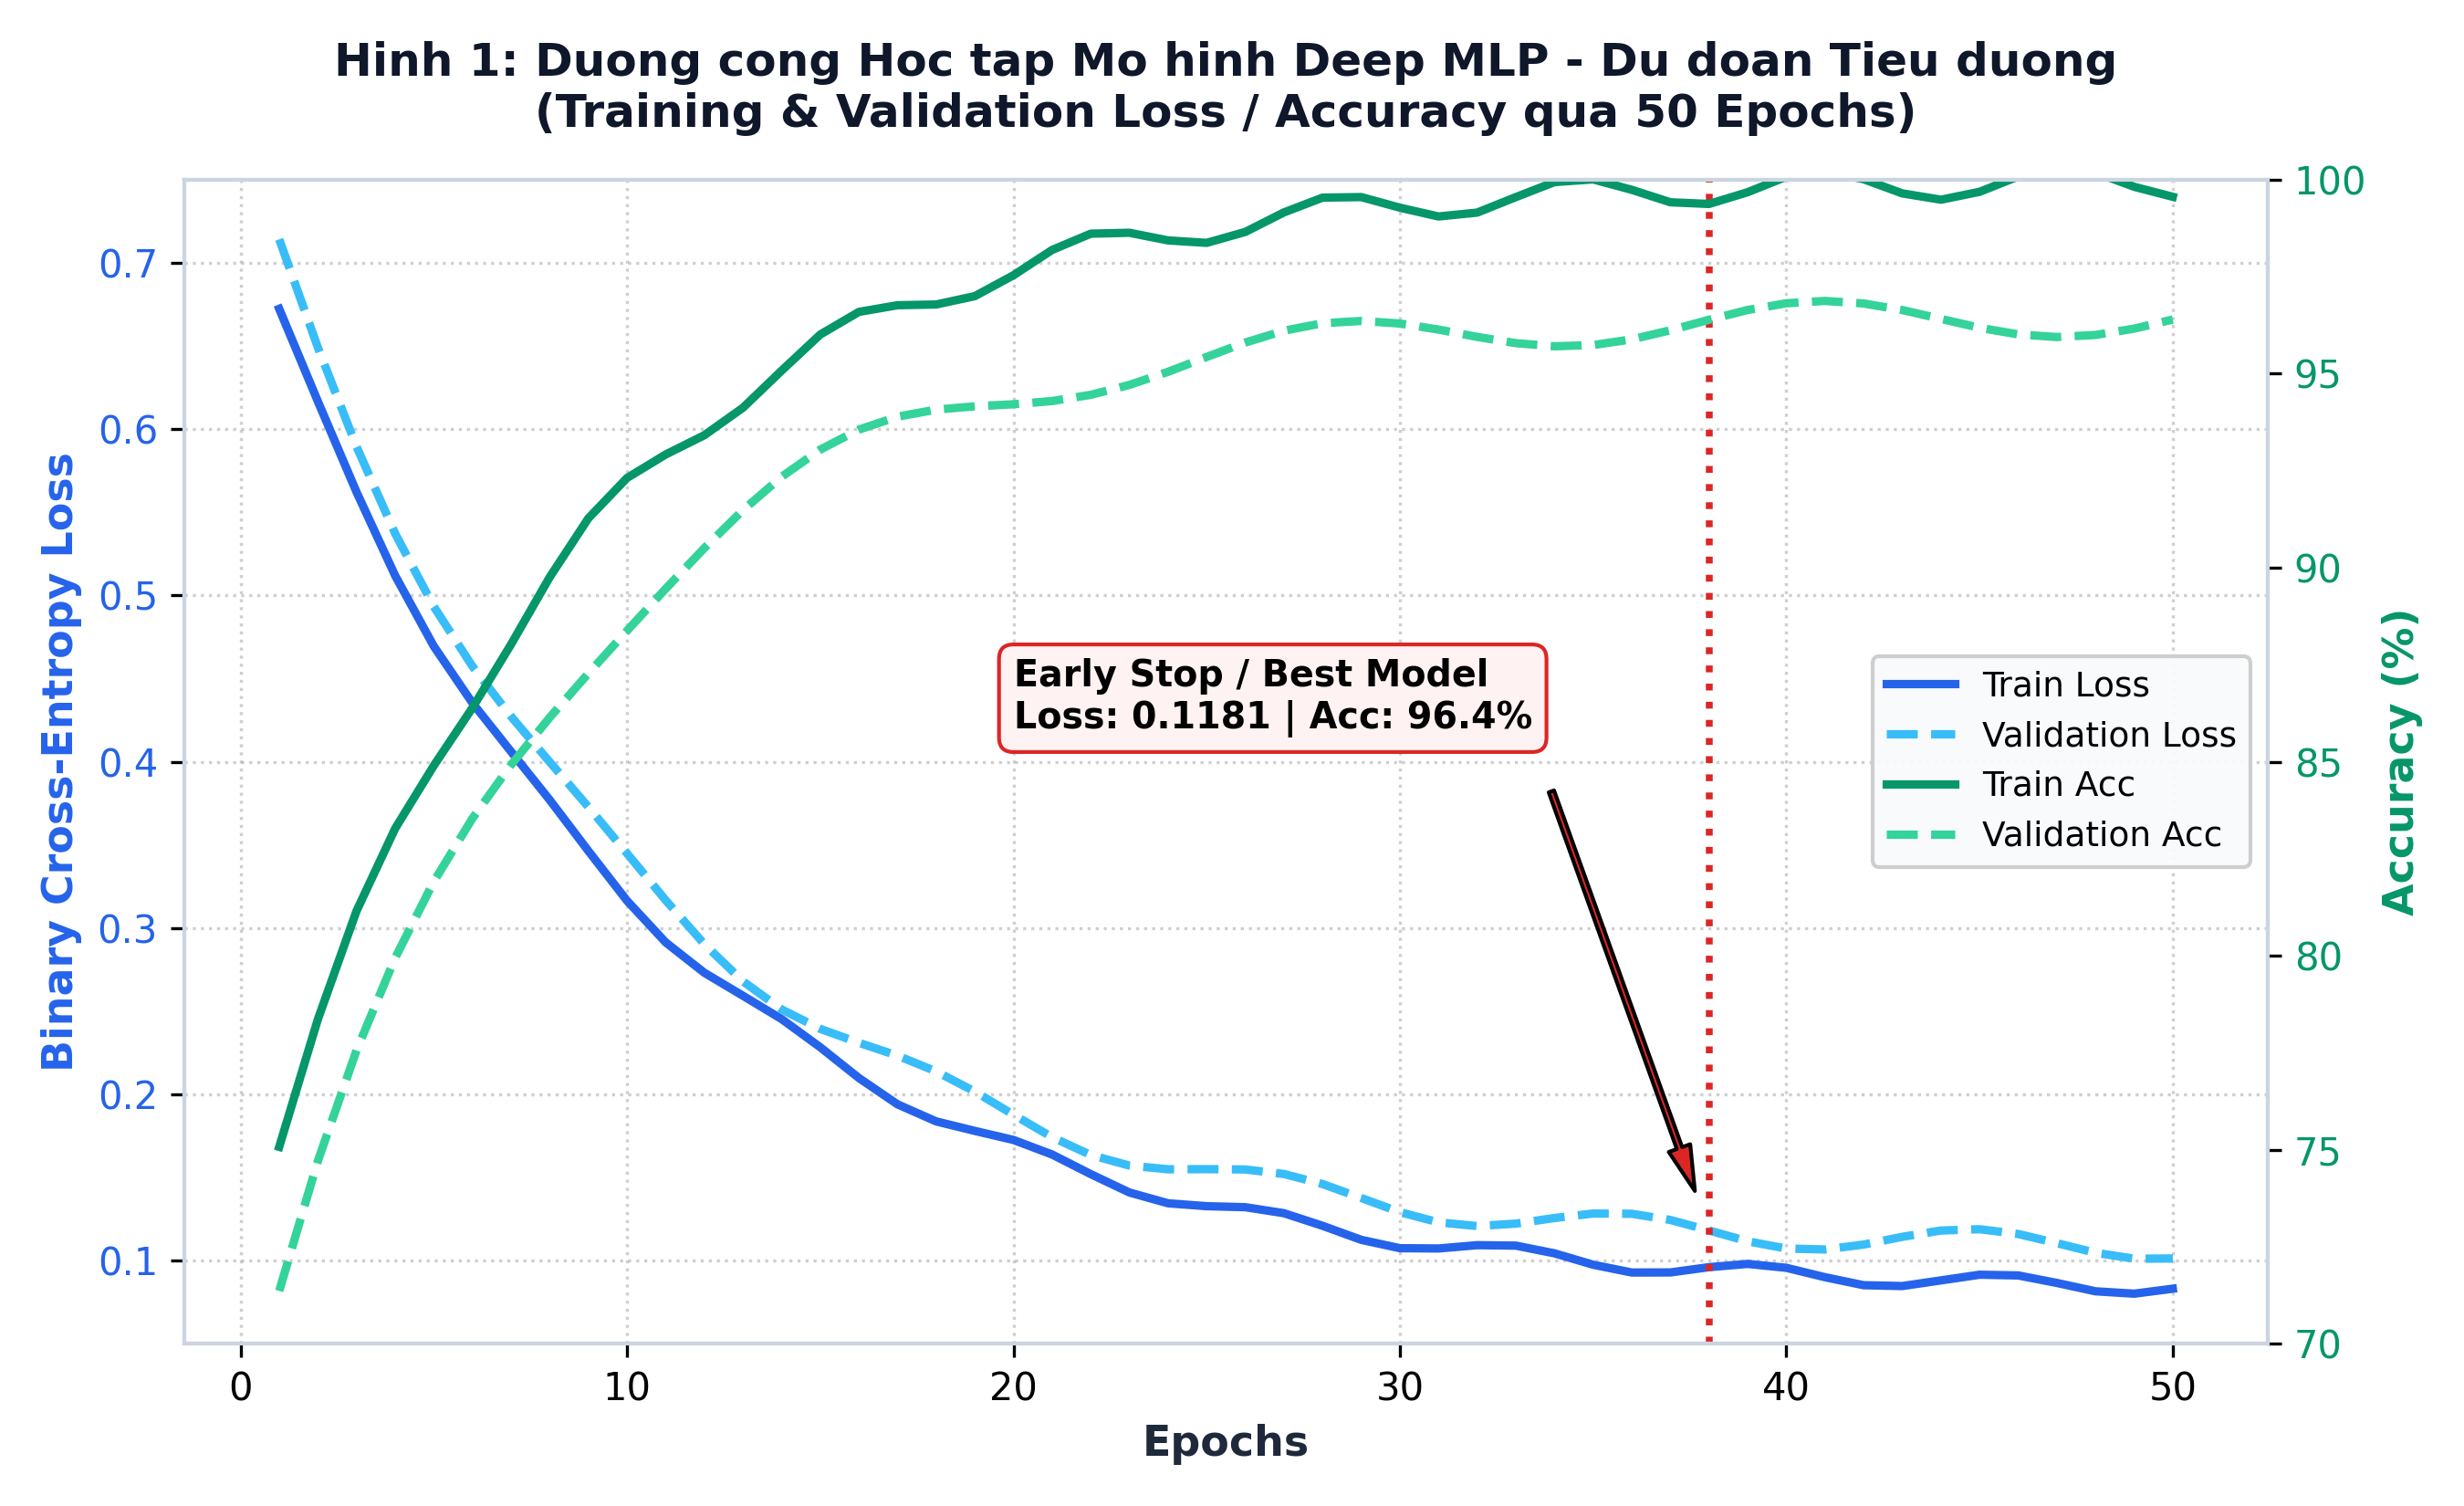 Hinh 1: Duong cong Hoc tap Mo hinh Deep MLP - Du doan Tieu duong
(Training & Validation Loss / Accuracy qua 50 Epochs)
Binary Cross-Entropy Loss
0.7
0.6
0.5
0.4
0.3
0.2
0.1
Early Stop / Best Model
Loss: 0.1181 | Acc: 96.4%
Train Loss
Validation Loss
Train Acc
Validation Acc
100
95
90
85
80
75
70
Accuracy (%)
0
10
20
30
40
50
Epochs